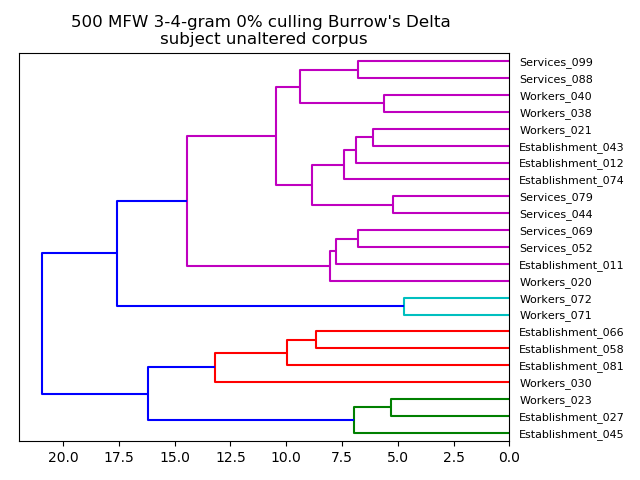 500 MFW 3-4-gram 0% culling Burrow's Delta
subject unaltered corpus
Services_099
Services_088
Workers_040
Workers_038
Workers_021
Establishment_043
Establishment_012
Establishment_074
Services_079
Services_044
Services_069
Services_052
Establishment_011
Workers_020
Workers_072
Workers_071
Establishment_066
Establishment_058
Establishment_081
Workers_030
Workers_023
Establishment_027
Establishment_045
20.0 17.5 15.0 12.5 10.0 7.5 5.0 2.5 0.0